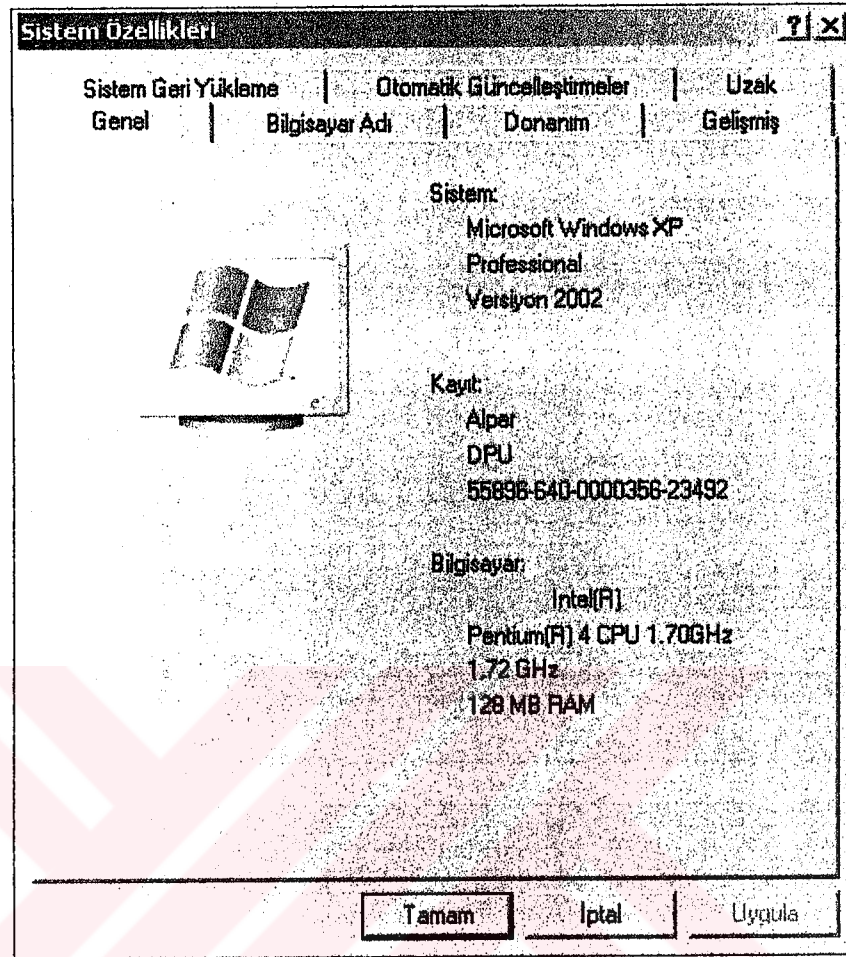 Sistem Özellikleri
Sistem Geri Yükleme Otomatik Güncelleştirmeler Uzak
Genel Bilgisayar Adı Donanım Gelişmiş
Sistem:
Microsoft Windows XP
Professional
Versiyon 2002
Kayıt:
Alpar
DPU
55896-640-0000356-23492
Bilgisayar:
Intel(R)
Pentium(R) 4 CPU 1.70GHz
1.72 GHz
128 MB RAM
Tamam İptal Uygula